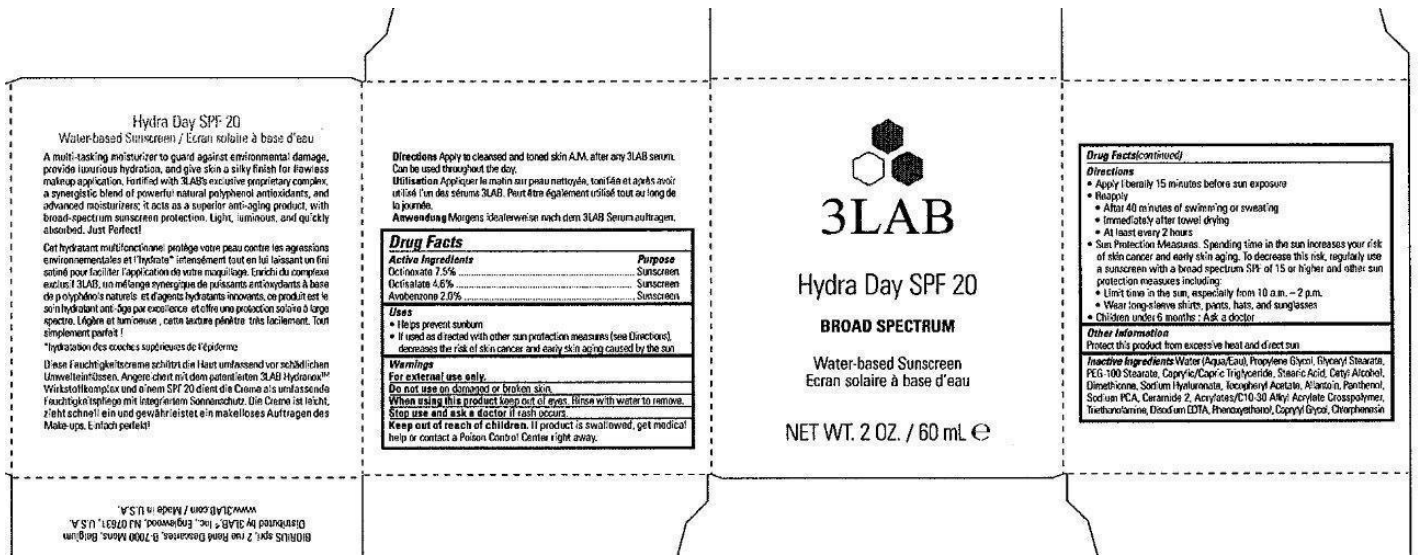 Hydra Day SPF 20
Water-based Sunscreen / Ecran solaire à base d'eau
A multi-tasking moisturizer to guard against environmental damage,
provide luxurious hydration, and give skin a silky finish for flawless
makeup application. Fortified with 3LAB's exclusive proprietary complex,
a synergistic blend of powerful natural polyphenol antioxidants, and
advanced moisturizers; it acts as a superior anti-aging product, with
broad-spectrum sunscreen protection. Light, luminous, and quickly
absorbed. Just Perfect!
Cet hydratant multifonctionnel protège votre peau contre les agressions
environnementales et l'hydrate* intensément tout en lui laissant un fini
satiné pour faciliter l'application de votre maquillage. Enrichi du complexe
exclusif 3LAB, un mélange synergique de puissants antioxydants à base
de polyphénols naturels et d'agents hydratants innovants, ce produit est le
soin hydratant anti-âge par excellence et offre une protection solaire à large
spectre. Légère et lumineuse, cette texture pénètre très facilement. Tout
simplement parfait !
*hydratation des couches supérieures de l'épiderme
Diese Feuchtigkeitscreme schützt die Haut umfassend vor schädlichen
Umwelteinflüssen. Angereichert mit dem patentierten 3LAB Hydranox™
Wirkstoffkomplex und einem SPF 20 dient die Creme als umfassende
Feuchtigkeitspflege mit integriertem Sonnenschutz. Die Creme ist leicht,
zieht schnell ein und gewährleistet ein makelloses Auftragen des
Make-ups. Einfach perfekt!
BIORIUS sprl, 2 rue René Descartes, B-7000 Mons, Belgium
Distributed by 3LAB,® Inc., Englewood, NJ 07631, U.S.A.
www.3LAB.com / Made in U.S.A.
Directions Apply to cleansed and toned skin A.M. after any 3LAB serum.
Can be used throughout the day.
Utilisation Appliquer le matin sur peau nettoyée, tonifiée et après avoir
utilisé l'un des sérums 3LAB. Peut être également utilisé tout au long de
la journée.
Anwendung Morgens idealerweise nach dem 3LAB Serum auftragen.
Drug Facts
Active Ingredients Purpose
Octinoxate 7.5% Sunscreen
Octisalate 4.6% Sunscreen
Avobenzone 2.0% Sunscreen
Uses
• Helps prevent sunburn
• If used as directed with other sun protection measures (see Directions),
decreases the risk of skin cancer and early skin aging caused by the sun
Warnings
For external use only.
Do not use on damaged or broken skin.
When using this product keep out of eyes. Rinse with water to remove.
Stop use and ask a doctor if rash occurs.
Keep out of reach of children. If product is swallowed, get medical
help or contact a Poison Control Center right away.
3LAB
Hydra Day SPF 20
BROAD SPECTRUM
Water-based Sunscreen
Ecran solaire à base d'eau
NET WT. 2 OZ. / 60 mL ℮
Drug Facts(continued)
Directions
• Apply liberally 15 minutes before sun exposure
• Reapply
• After 40 minutes of swimming or sweating
• Immediately after towel drying
• At least every 2 hours
• Sun Protection Measures. Spending time in the sun increases your risk
of skin cancer and early skin aging. To decrease this risk, regularly use
a sunscreen with a broad spectrum SPF of 15 or higher and other sun
protection measures including:
• Limit time in the sun, especially from 10 a.m. – 2 p.m.
• Wear long-sleeve shirts, pants, hats, and sunglasses
• Children under 6 months : Ask a doctor
Other Information
Protect this product from excessive heat and direct sun
Inactive Ingredients Water (Aqua/Eau), Propylene Glycol, Glyceryl Stearate,
PEG-100 Stearate, Caprylic/Capric Triglyceride, Stearic Acid, Cetyl Alcohol,
Dimethicone, Sodium Hyaluronate, Tocopheryl Acetate, Allantoin, Panthenol,
Sodium PCA, Ceramide 2, Acrylates/C10-30 Alkyl Acrylate Crosspolymer,
Triethanolamine, Disodium EDTA, Phenoxyethanol, Caprylyl Glycol, Chlorphenesin